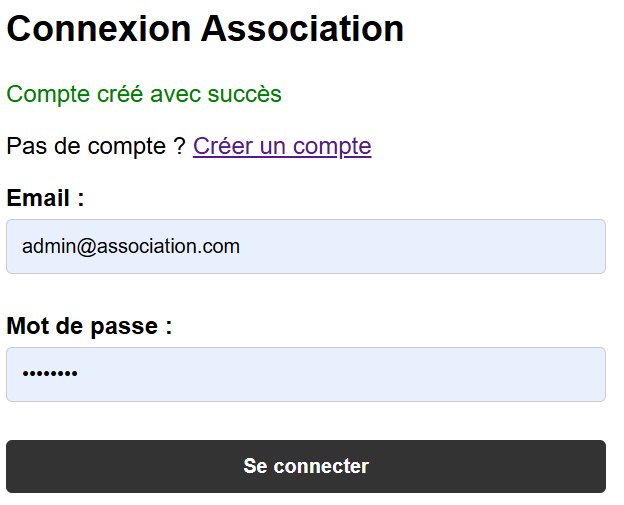 Connexion Association
Compte créé avec succès
Pas de compte ? Créer un compte
Email :
admin@association.com
Mot de passe :
••••••••
Se connecter